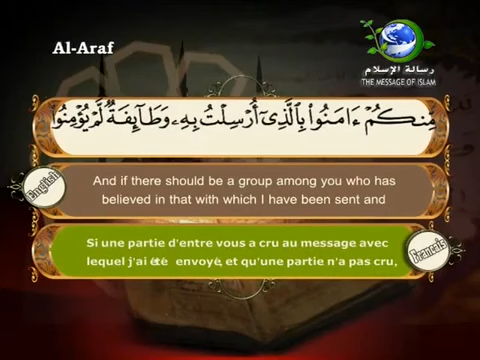 Al-Araf
رسالة الإسلام
THE MESSAGE OF ISLAM
مِنكُمْ ءَامَنُوا۟ بِٱلَّذِىٓ أُرْسِلْتُ بِهِۦ وَطَآئِفَةٌ لَّمْ يُؤْمِنُوا۟
English
And if there should be a group among you who has
believed in that with which I have been sent and
Si une partie d'entre vous a cru au message avec
lequel j'ai été envoyé, et qu'une partie n'a pas cru,
Francais